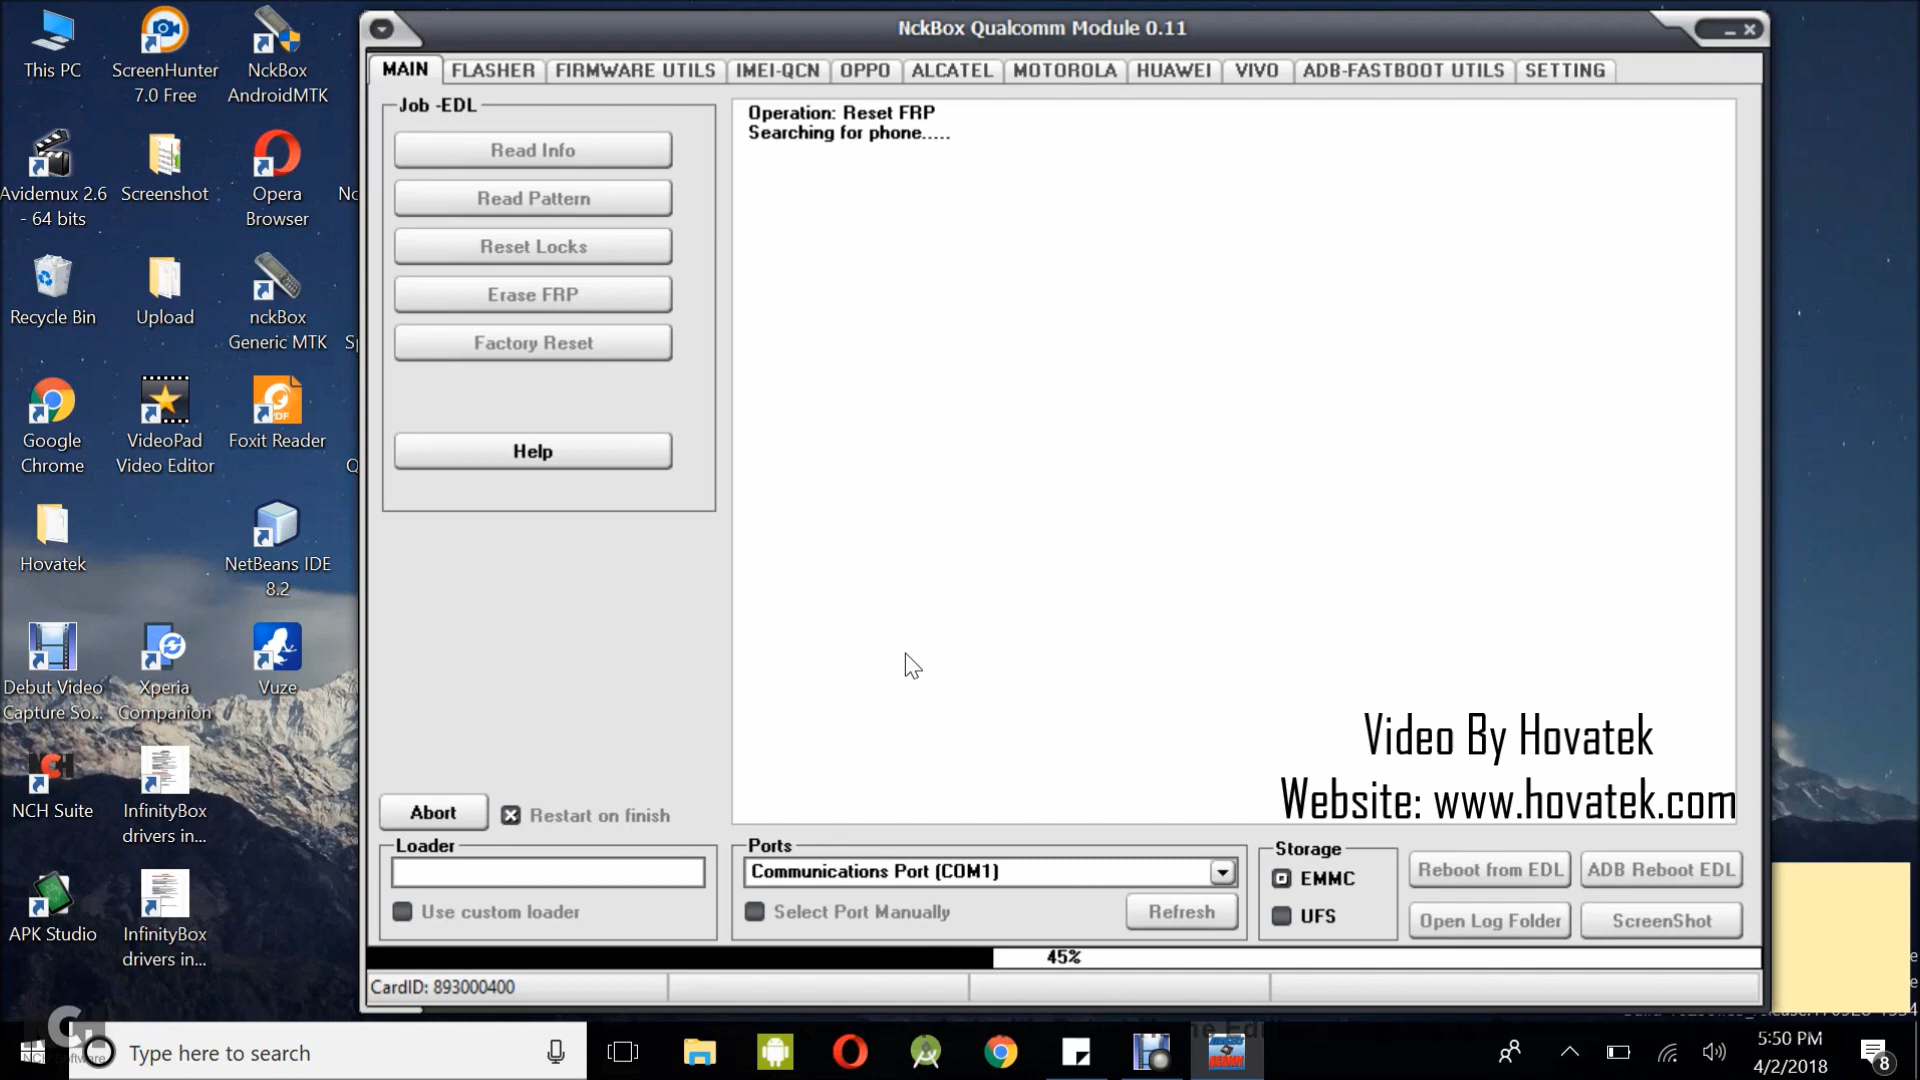 NckBox Qualcomm Module 0.11
MAIN FLASHER FIRMWARE UTILS IMEI-QCN OPPO ALCATEL MOTOROLA HUAWEI VIVO ADB-FASTBOOT UTILS SETTING
Job -EDL
Read Info
Read Pattern
Reset Locks
Erase FRP
Factory Reset
Help
Operation: Reset FRP
Searching for phone.....
Abort
Restart on finish
Loader
Use custom loader
Ports
Communications Port (COM1)
Select Port Manually
Refresh
Storage
EMMC
UFS
Reboot from EDL
ADB Reboot EDL
Open Log Folder
ScreenShot
45%
CardID: 893000400
Video By Hovatek
Website: www.hovatek.com
This PC
ScreenHunter
7.0 Free
NckBox
AndroidMTK
Avidemux 2.6
- 64 bits
Screenshot
Opera
Browser
Recycle Bin
Upload
nckBox
Generic MTK
Google
Chrome
VideoPad
Video Editor
Foxit Reader
Hovatek
NetBeans IDE
8.2
Debut Video
Capture So...
Xperia
Companion
Vuze
NCH Suite
InfinityBox
drivers in...
APK Studio
InfinityBox
drivers in...
Type here to search
5:50 PM
4/2/2018
8